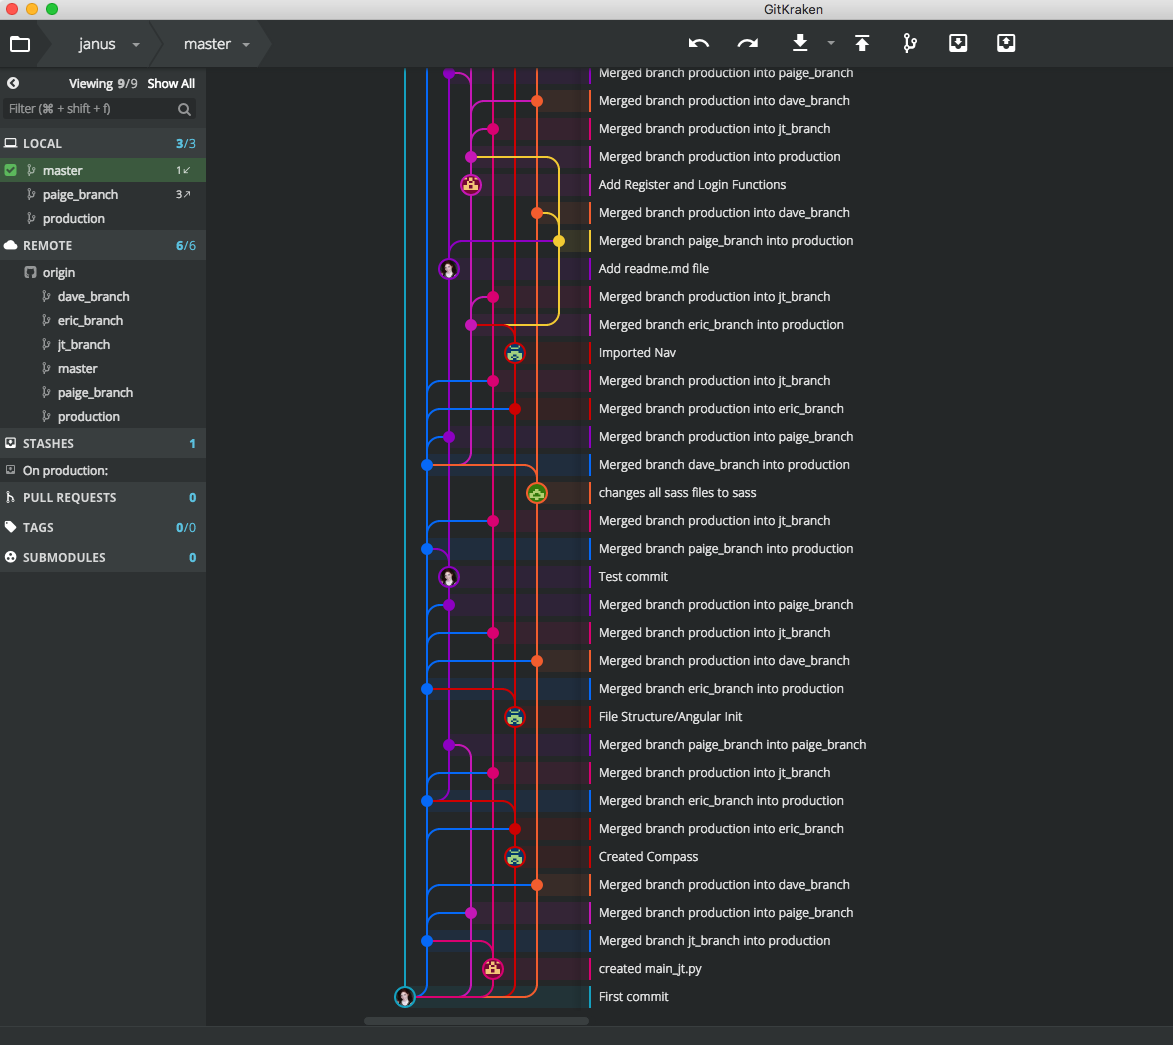 GitKraken
janus
master
Viewing 9/9 Show All
Filter (⌘ + shift + f)
LOCAL 3/3
master 1↙
paige_branch 3↗
production
REMOTE 6/6
origin
dave_branch
eric_branch
jt_branch
master
paige_branch
production
STASHES 1
On production:
PULL REQUESTS 0
TAGS 0/0
SUBMODULES 0
Merged branch production into paige_branch
Merged branch production into dave_branch
Merged branch production into jt_branch
Merged branch production into production
Add Register and Login Functions
Merged branch production into dave_branch
Merged branch paige_branch into production
Add readme.md file
Merged branch production into jt_branch
Merged branch eric_branch into production
Imported Nav
Merged branch production into jt_branch
Merged branch production into eric_branch
Merged branch production into paige_branch
Merged branch dave_branch into production
changes all sass files to sass
Merged branch production into jt_branch
Merged branch paige_branch into production
Test commit
Merged branch production into paige_branch
Merged branch production into jt_branch
Merged branch production into dave_branch
Merged branch eric_branch into production
File Structure/Angular Init
Merged branch paige_branch into paige_branch
Merged branch production into jt_branch
Merged branch eric_branch into production
Merged branch production into eric_branch
Created Compass
Merged branch production into dave_branch
Merged branch production into paige_branch
Merged branch jt_branch into production
created main_jt.py
First commit